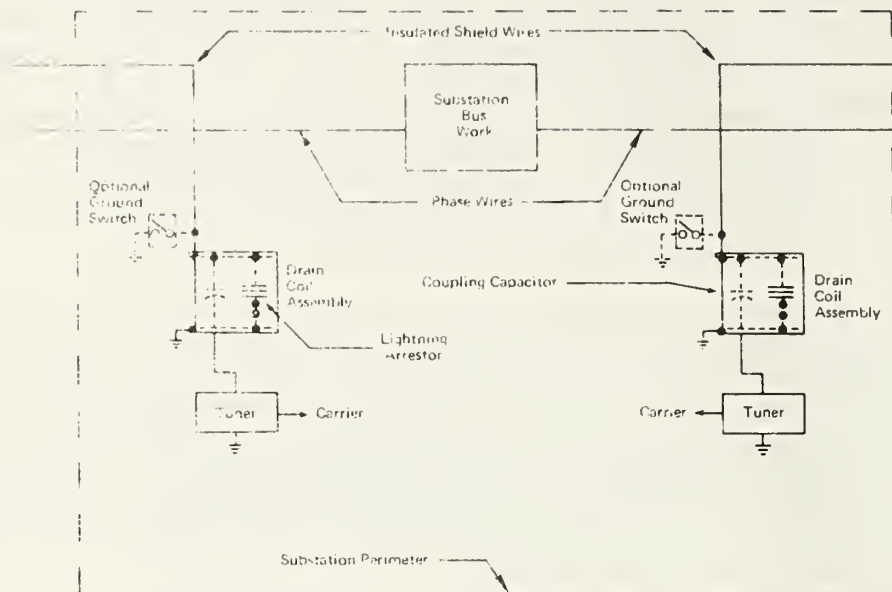 Insulated Shield Wires
Substation
Bus
Work
Optional
Ground
Switch
Phase Wires
Optional
Ground
Switch
Drain
Coil
Assembly
Coupling Capacitor
Drain
Coil
Assembly
Lightning
Arrestor
Tuner
Carrier
Carrier
Tuner
Substation Perimeter